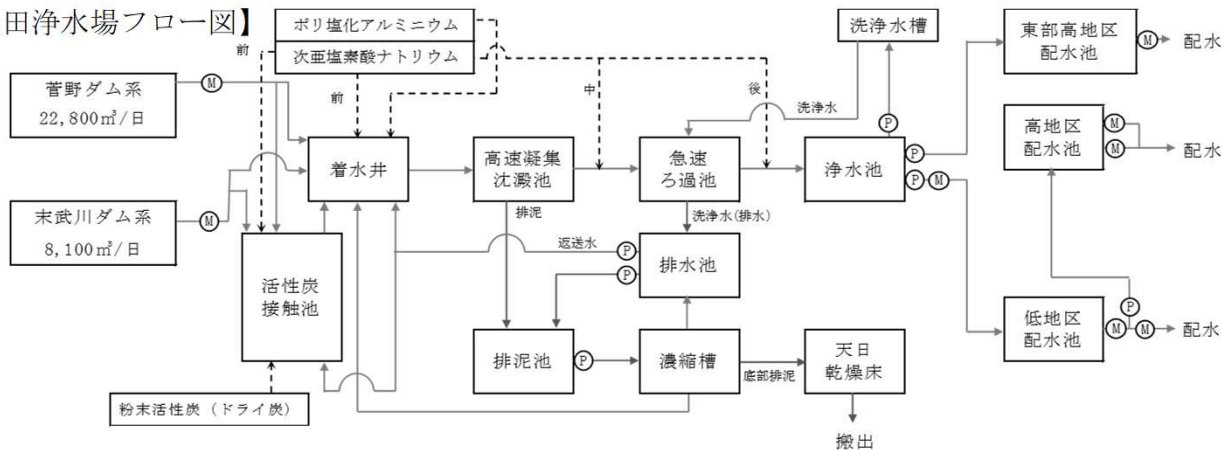 田浄水場フロー図】
ポリ塩化アルミニウム
次亜塩素酸ナトリウム
前
前
中
後
洗浄水槽
洗浄水
東部高地区
配水池
M
配水
菅野ダム系
22,800㎥/日
M
末武川ダム系
8,100㎥/日
M
着水井
高速凝集
沈澱池
急速
ろ過池
浄水池
P
P
P
M
高地区
配水池
M
M
配水
排泥
洗浄水(排水)
返送水
P
P
排水池
活性炭
接触池
排泥池
P
濃縮槽
底部排泥
天日
乾燥床
搬出
低地区
配水池
P
M
M
配水
粉末活性炭（ドライ炭）